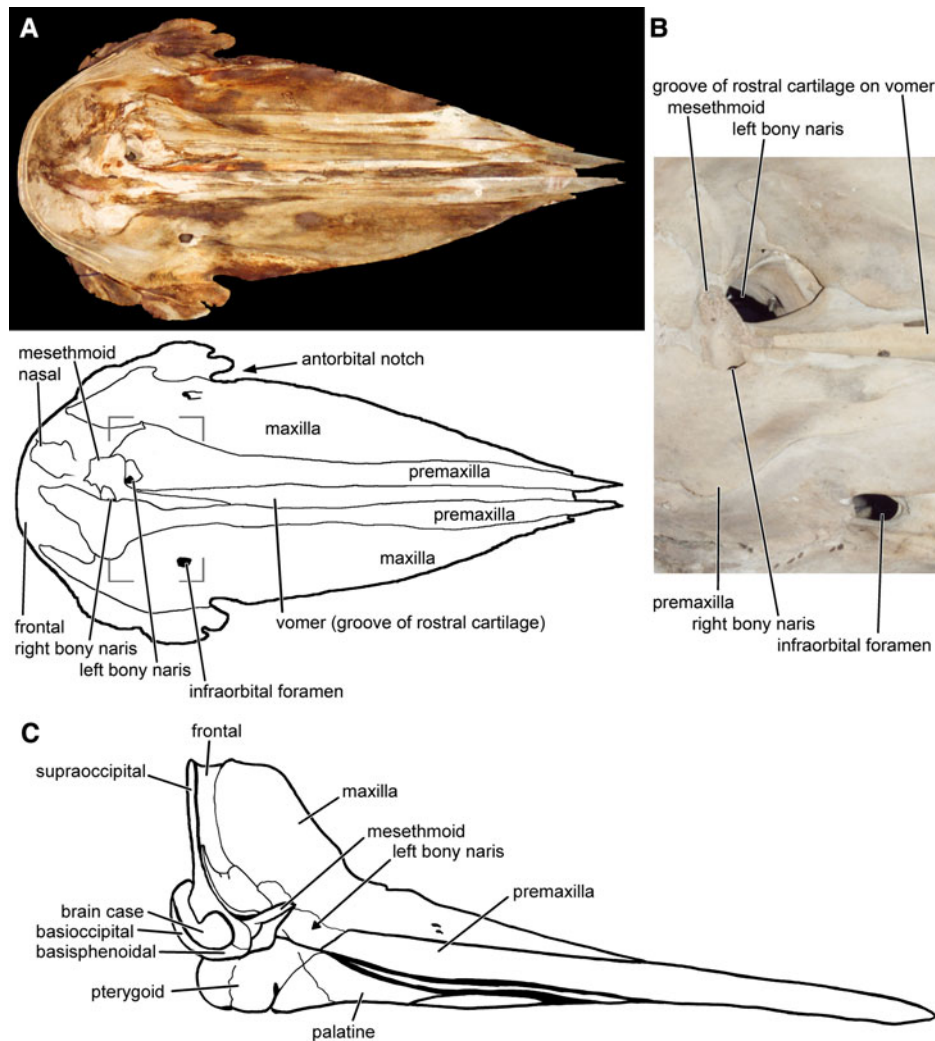 A
mesethmoid
nasal
antorbital notch
maxilla
premaxilla
premaxilla
maxilla
frontal
right bony naris
left bony naris
vomer (groove of rostral cartilage)
infraorbital foramen
B
groove of rostral cartilage on vomer
mesethmoid
left bony naris
premaxilla
right bony naris
infraorbital foramen
C
frontal
supraoccipital
maxilla
mesethmoid
left bony naris
premaxilla
brain case
basioccipital
basisphenoidal
pterygoid
palatine